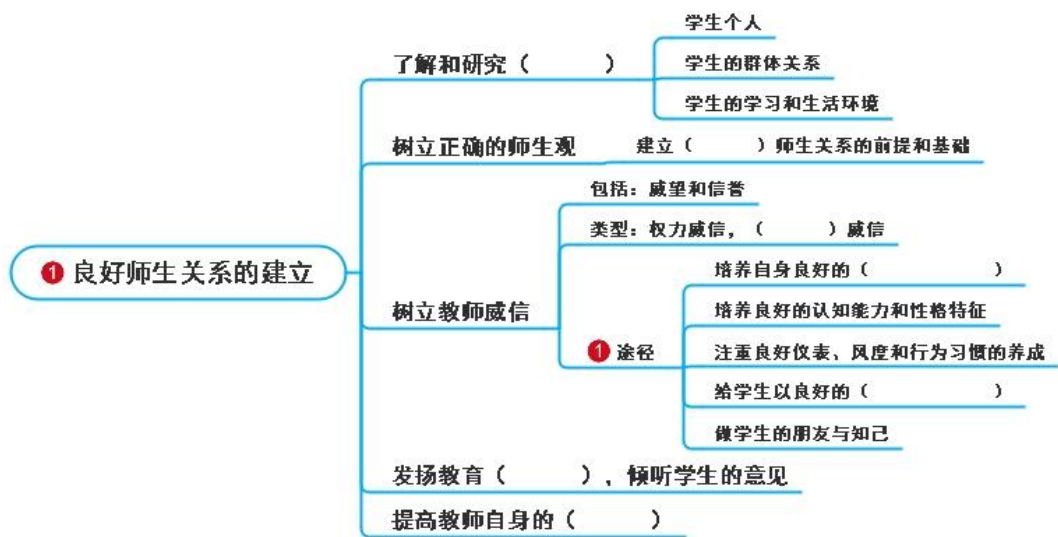 了解和研究（　　　）
学生个人
学生的群体关系
学生的学习和生活环境
树立正确的师生观
建立（　　　）师生关系的前提和基础
1 良好师生关系的建立
树立教师威信
包括：威望和信誉
类型：权力威信，（　　　）威信
1 途径
培养自身良好的（　　　　　）
培养良好的认知能力和性格特征
注重良好仪表、风度和行为习惯的养成
给学生以良好的（　　　　　）
做学生的朋友与知己
发扬教育（　　　），倾听学生的意见
提高教师自身的（　　　）